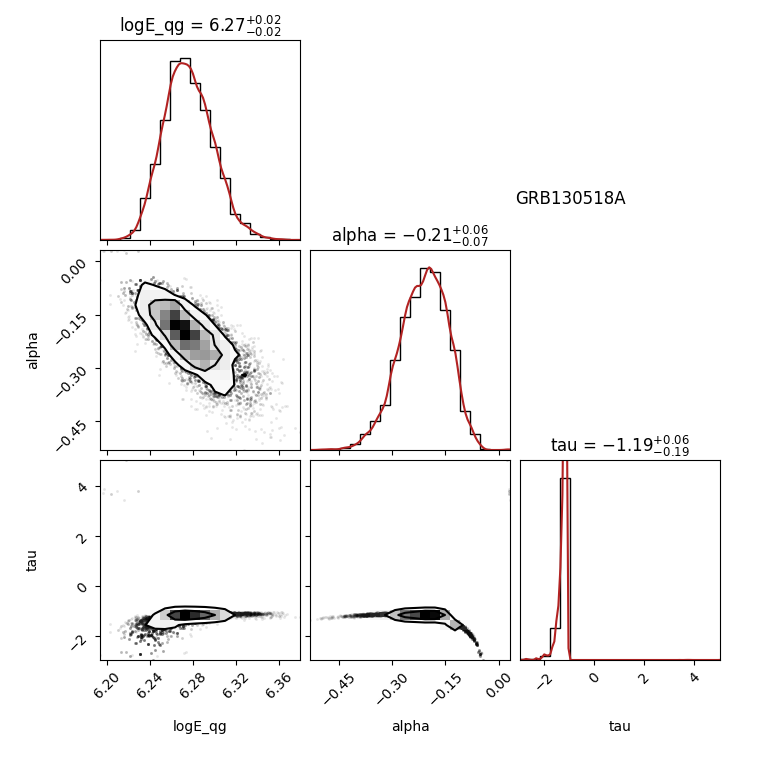 logE_qg = 6.27+0.02−0.02
GRB130518A
alpha = −0.21+0.06−0.07
0.00
−0.15
−0.30
−0.45
alpha
tau = −1.19+0.06−0.19
4
2
0
−2
tau
6.20 6.24 6.28 6.32 6.36
−0.45 −0.30 −0.15 0.00
−2 0 2 4
logE_qg alpha tau